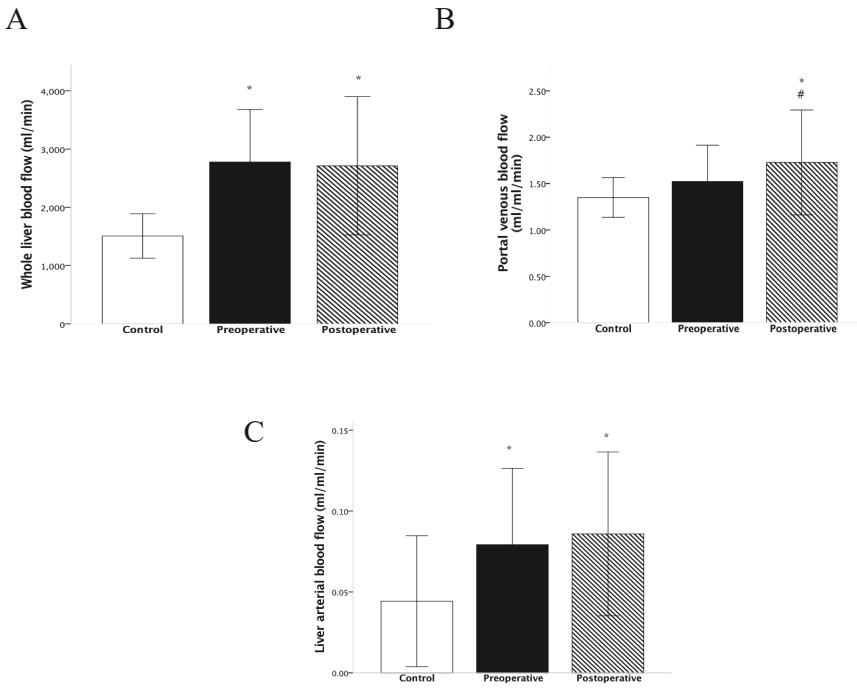 A
Whole liver blood flow (ml/min)
*
*
4,000
3,000
2,000
1,000
0
Control
Preoperative
Postoperative
B
Portal venous blood flow
(ml/ml/min)
*
#
2.50
2.00
1.50
1.00
0.50
0.00
Control
Preoperative
Postoperative
C
Liver arterial blood flow (ml/ml/min)
*
*
0.15
0.10
0.05
0.00
Control
Preoperative
Postoperative